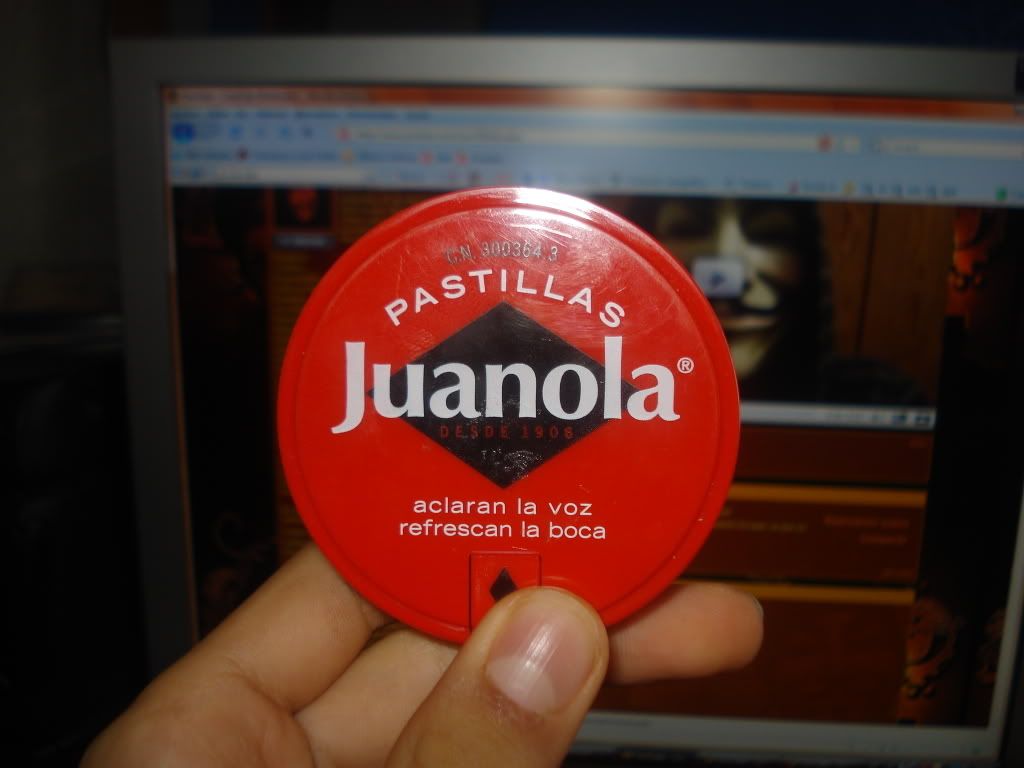 C.N. 300364.3
PASTILLAS
Juanola®
DESDE 1906
aclaran la voz
refrescan la boca